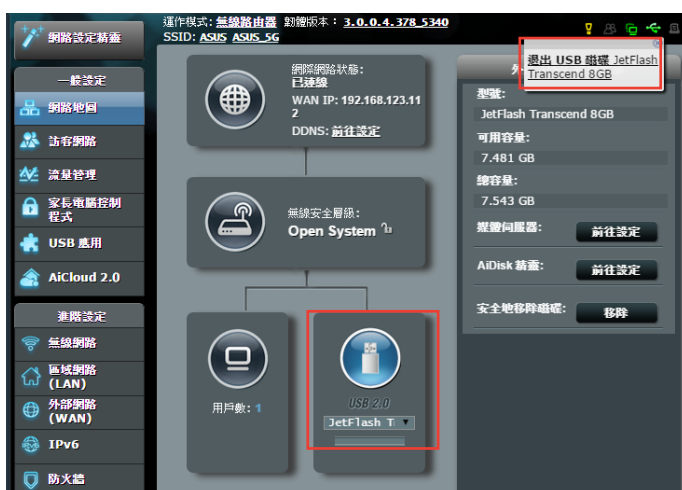 運作模式: 無線路由器 韌體版本: 3.0.0.4.378_5340
SSID: ASUS ASUS_5G
網路設定精靈
一般設定
網路地圖
訪客網路
流量管理
家長電腦控制
程式
USB 應用
AiCloud 2.0
進階設定
無線網路
區域網路
(LAN)
外部網路
(WAN)
IPv6
防火牆
網際網路狀態:
已連線
WAN IP: 192.168.123.11
2
DDNS: 前往設定
無線安全層級:
Open System
用戶數: 1
USB 2.0
JetFlash T
退出 USB 磁碟 JetFlash
Transcend 8GB
型號:
JetFlash Transcend 8GB
可用容量:
7.481 GB
總容量:
7.543 GB
媒體伺服器: 前往設定
AiDisk 精靈: 前往設定
安全地移除磁碟: 移除